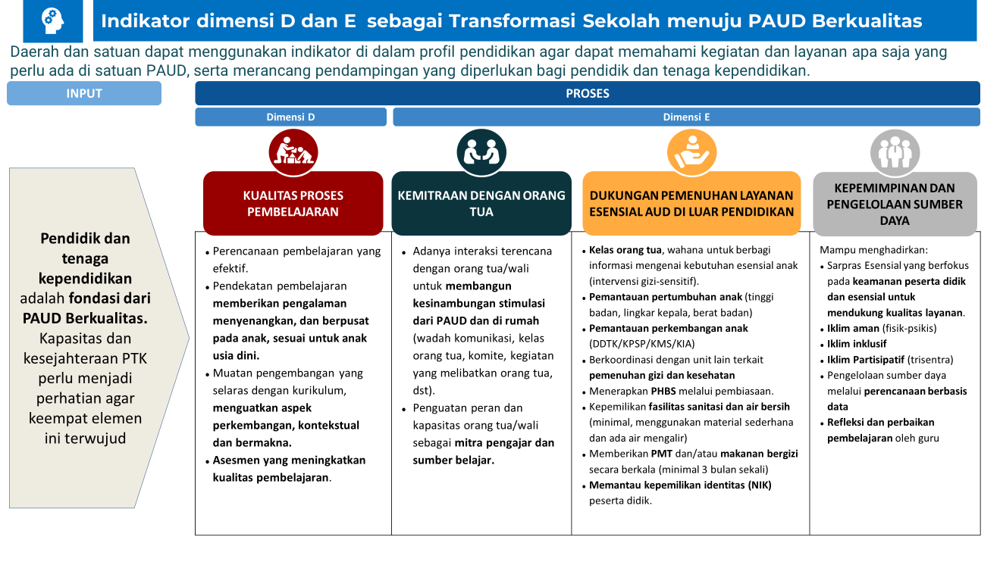 Indikator dimensi D dan E sebagai Transformasi Sekolah menuju PAUD Berkualitas
Daerah dan satuan dapat menggunakan indikator di dalam profil pendidikan agar dapat memahami kegiatan dan layanan apa saja yang
perlu ada di satuan PAUD, serta merancang pendampingan yang diperlukan bagi pendidik dan tenaga kependidikan.
INPUT
PROSES
Dimensi D
Dimensi E
Pendidik dan
tenaga
kependidikan
adalah fondasi dari
PAUD Berkualitas.
Kapasitas dan
kesejahteraan PTK
perlu menjadi
perhatian agar
keempat elemen
ini terwujud
KUALITAS PROSES
PEMBELAJARAN
• Perencanaan pembelajaran yang
efektif.
• Pendekatan pembelajaran
memberikan pengalaman
menyenangkan, dan berpusat
pada anak, sesuai untuk anak
usia dini.
• Muatan pengembangan yang
selaras dengan kurikulum,
menguatkan aspek
perkembangan, kontekstual
dan bermakna.
• Asesmen yang meningkatkan
kualitas pembelajaran.
KEMITRAAN DENGAN ORANG
TUA
• Adanya interaksi terencana
dengan orang tua/wali
untuk membangun
kesinambungan stimulasi
dari PAUD dan di rumah
(wadah komunikasi, kelas
orang tua, komite, kegiatan
yang melibatkan orang tua,
dst).
• Penguatan peran dan
kapasitas orang tua/wali
sebagai mitra pengajar dan
sumber belajar.
DUKUNGAN PEMENUHAN LAYANAN
ESENSIAL AUD DI LUAR PENDIDIKAN
• Kelas orang tua, wahana untuk berbagi
informasi mengenai kebutuhan esensial anak
(intervensi gizi-sensitif).
• Pemantauan pertumbuhan anak (tinggi
badan, lingkar kepala, berat badan)
• Pemantauan perkembangan anak
(DDTK/KPSP/KMS/KIA)
• Berkoordinasi dengan unit lain terkait
pemenuhan gizi dan kesehatan
• Menerapkan PHBS melalui pembiasaan.
• Kepemilikan fasilitas sanitasi dan air bersih
(minimal, menggunakan material sederhana
dan ada air mengalir)
• Memberikan PMT dan/atau makanan bergizi
secara berkala (minimal 3 bulan sekali)
• Memantau kepemilikan identitas (NIK)
peserta didik.
KEPEMIMPINAN DAN
PENGELOLAAN SUMBER
DAYA
Mampu menghadirkan:
• Sarpras Esensial yang berfokus
pada keamanan peserta didik
dan esensial untuk
mendukung kualitas layanan.
• Iklim aman (fisik-psikis)
• Iklim inklusif
• Iklim Partisipatif (trisentra)
• Pengelolaan sumber daya
melalui perencanaan berbasis
data
• Refleksi dan perbaikan
pembelajaran oleh guru